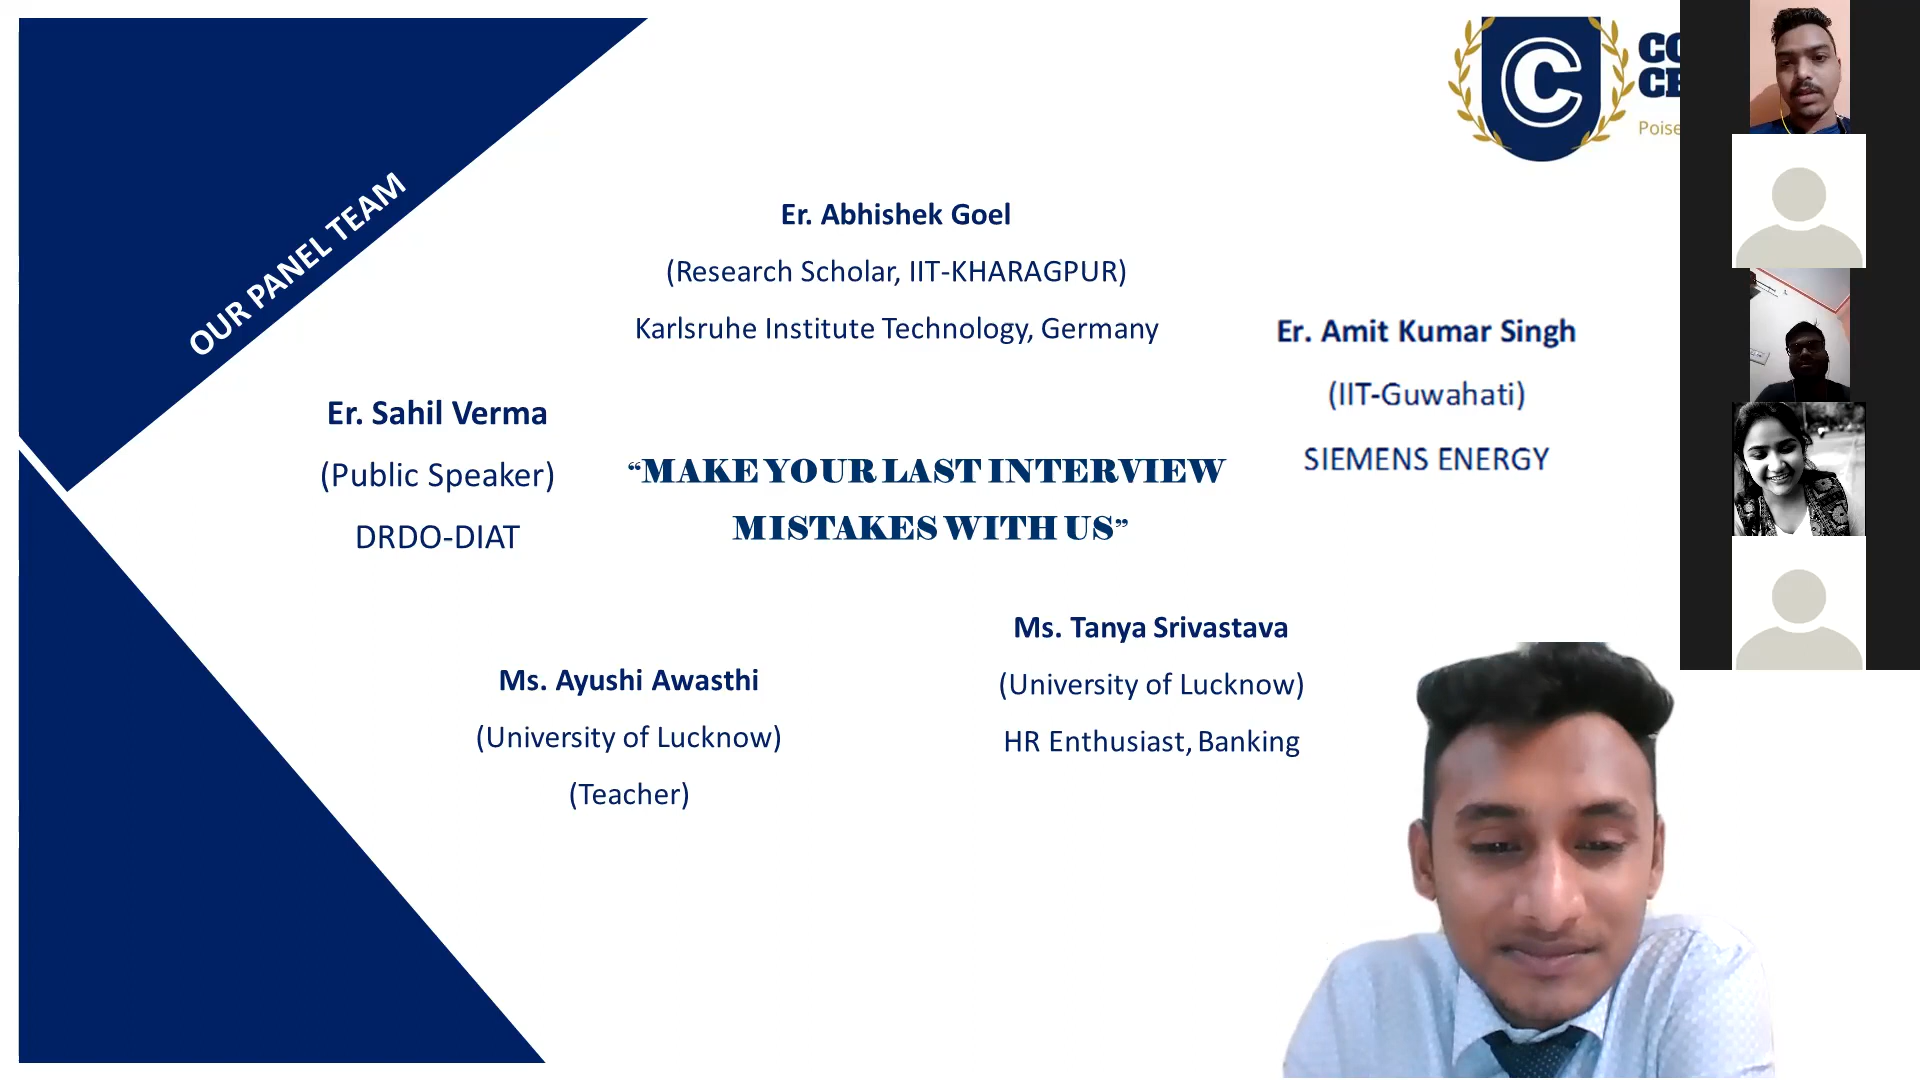 OUR PANEL TEAM
C
Er. Abhishek Goel
(Research Scholar, IIT-KHARAGPUR)
Karlsruhe Institute Technology, Germany
Er. Amit Kumar Singh
(IIT-Guwahati)
SIEMENS ENERGY
Er. Sahil Verma
(Public Speaker)
DRDO-DIAT
“MAKE YOUR LAST INTERVIEW
MISTAKES WITH US”
Ms. Tanya Srivastava
(University of Lucknow)
HR Enthusiast, Banking
Ms. Ayushi Awasthi
(University of Lucknow)
(Teacher)